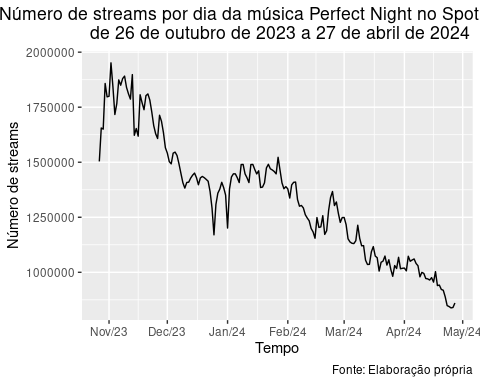 Número de streams por dia da música Perfect Night no Spot
de 26 de outubro de 2023 a 27 de abril de 2024
Número de streams
2000000
1750000
1500000
1250000
1000000
Nov/23 Dec/23 Jan/24 Feb/24 Mar/24 Apr/24 May/24
Tempo
Fonte: Elaboração própria